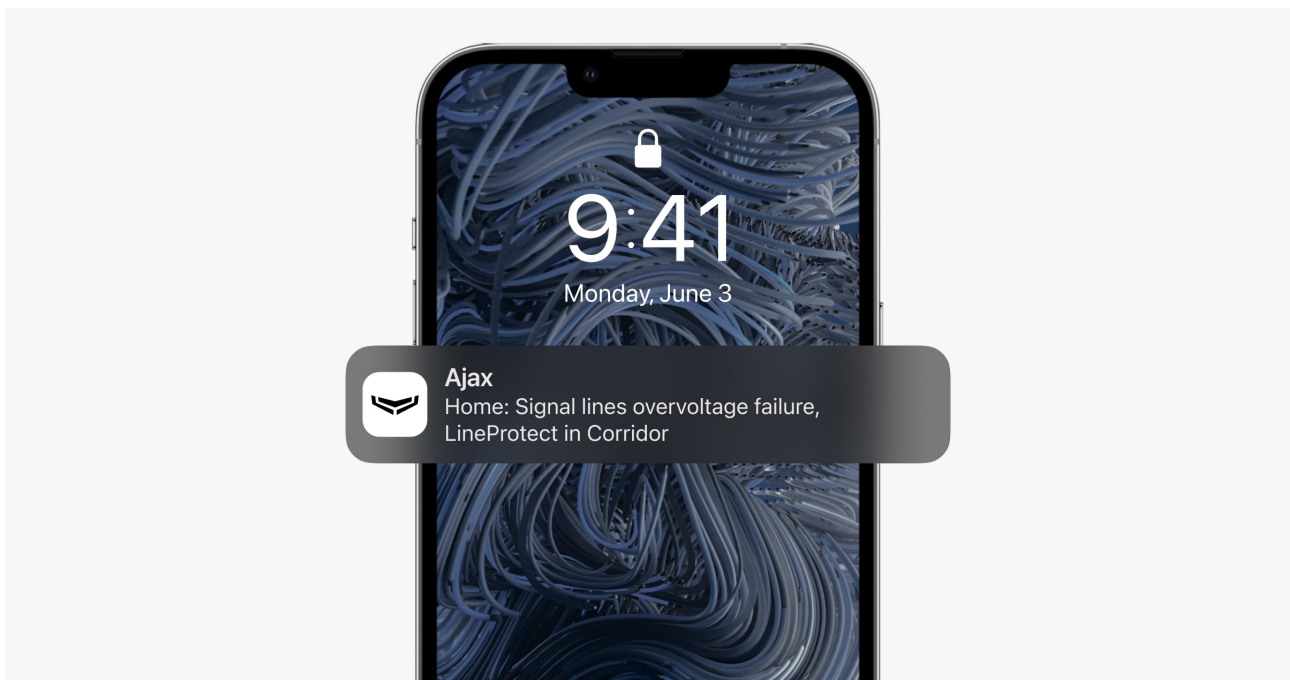 9:41
Monday, June 3
Ajax
Home: Signal lines overvoltage failure,
LineProtect in Corridor